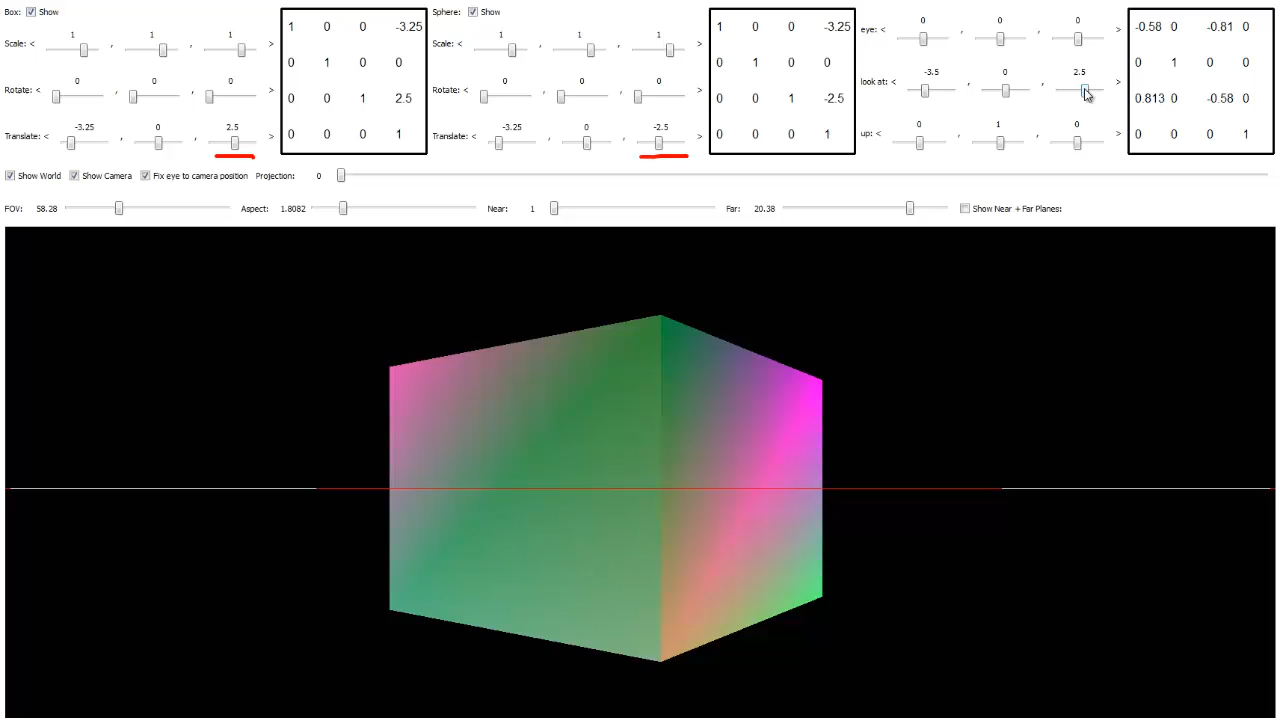 Box: Show
Scale: < 1 , 1 , 1 >
Rotate: < 0 , 0 , 0 >
Translate: < -3.25 , 0 , 2.5 >
1 0 0 -3.25
0 1 0 0
0 0 1 2.5
0 0 0 1
Sphere: Show
Scale: < 1 , 1 , 1 >
Rotate: < 0 , 0 , 0 >
Translate: < -3.25 , 0 , -2.5 >
1 0 0 -3.25
0 1 0 0
0 0 1 -2.5
0 0 0 1
eye: < 0 , 0 , 0 >
look at: < -3.5 , 0 , 2.5 >
up: < 0 , 1 , 0 >
-0.58 0 -0.81 0
0 1 0 0
0.813 0 -0.58 0
0 0 0 1
Show World Show Camera Fix eye to camera position Projection: 0
FOV: 58.28 Aspect: 1.8082 Near: 1 Far: 20.38 Show Near + Far Planes: